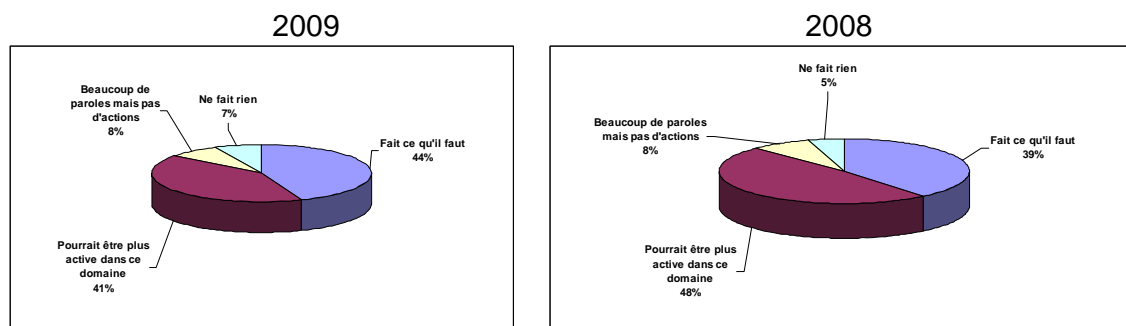 2009
2008
Beaucoup de
paroles mais pas
d'actions
8%
Ne fait rien
7%
Fait ce qu'il faut
44%
Pourrait être plus
active dans ce
domaine
41%
Ne fait rien
5%
Beaucoup de paroles
mais pas d'actions
8%
Fait ce qu'il faut
39%
Pourrait être plus
active dans ce
domaine
48%